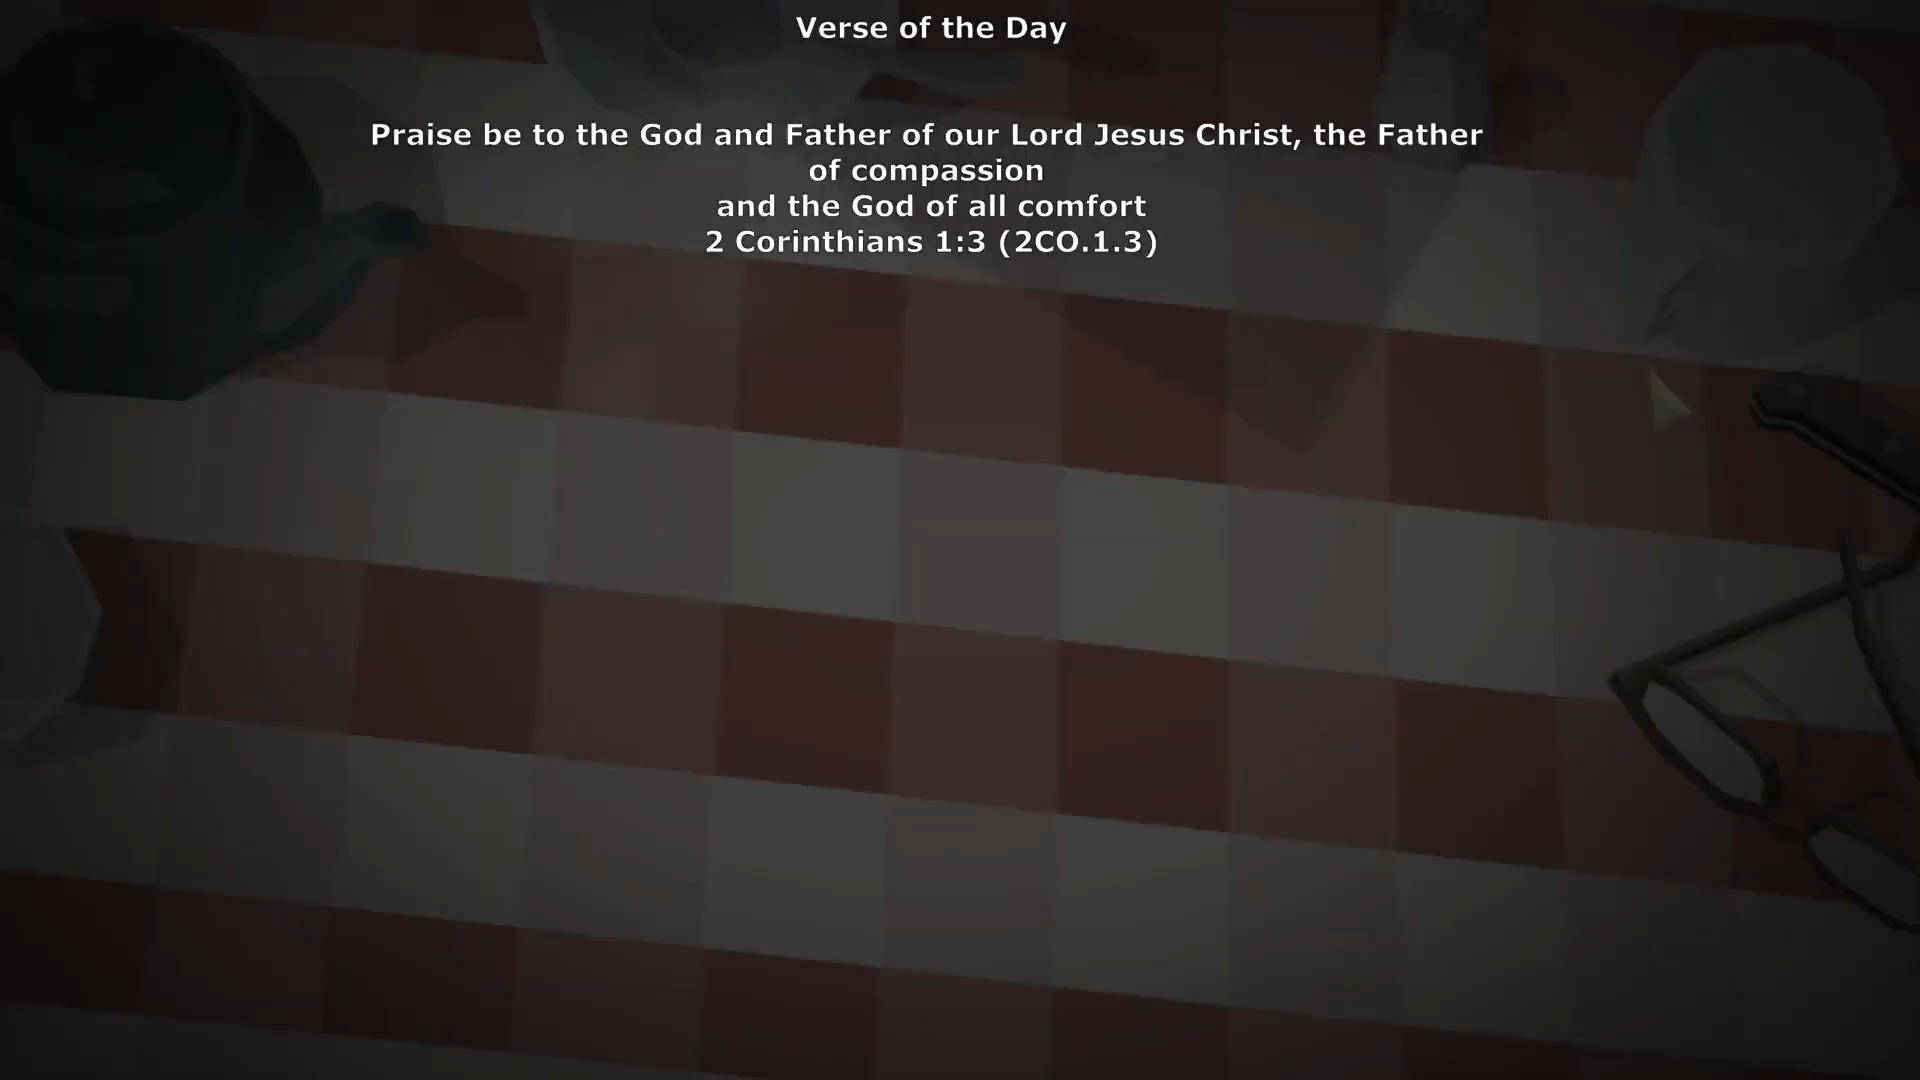 Verse of the Day
Praise be to the God and Father of our Lord Jesus Christ, the Father
of compassion
and the God of all comfort
2 Corinthians 1:3 (2CO.1.3)